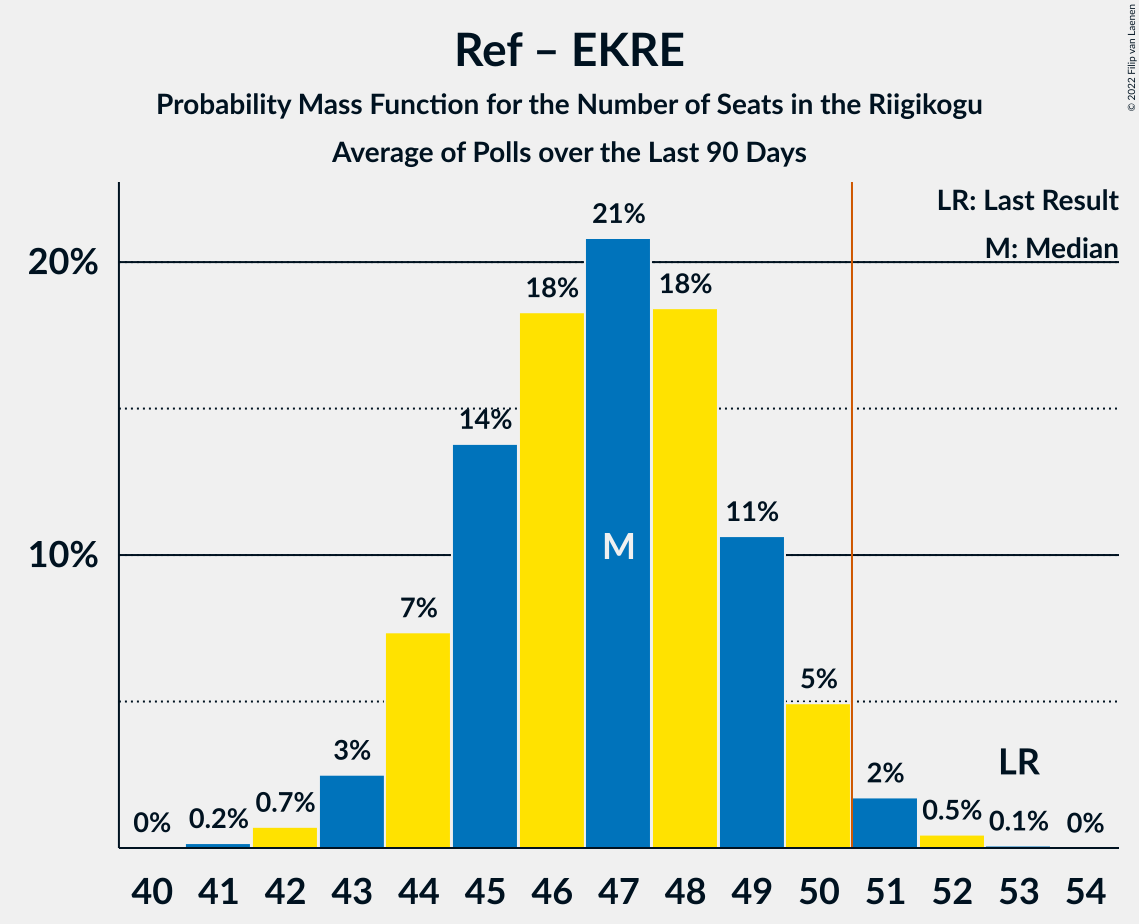 Ref – EKRE
Probability Mass Function for the Number of Seats in the Riigikogu
Average of Polls over the Last 90 Days
© 2022 Filip van Laenen
LR: Last Result
M: Median
20%
10%
0%
0.2%
0.7%
3%
7%
14%
18%
21%
18%
11%
5%
2%
0.5%
0.1%
0%
M
LR
40 41 42 43 44 45 46 47 48 49 50 51 52 53 54